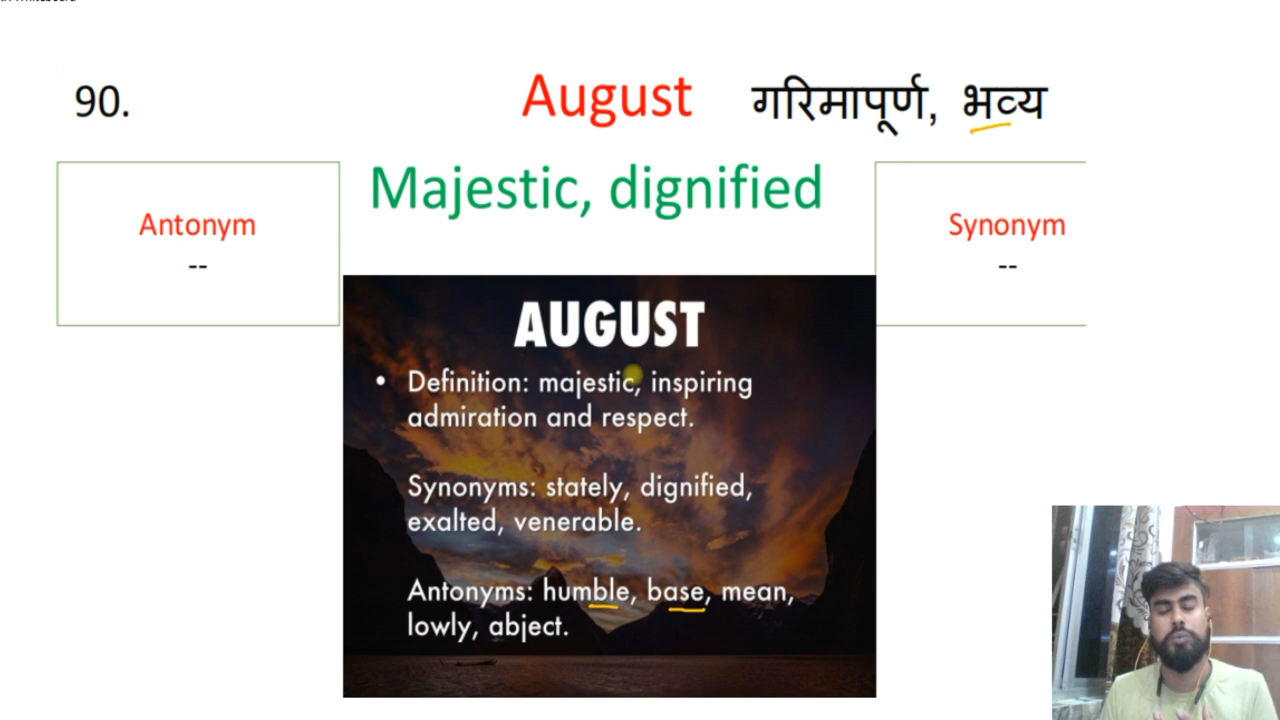 90.
August गरिमापूर्ण, भव्य
Majestic, dignified
Antonym
--
Synonym
--
AUGUST
• Definition: majestic, inspiring
admiration and respect.
Synonyms: stately, dignified,
exalted, venerable.
Antonyms: humble, base, mean,
lowly, abject.